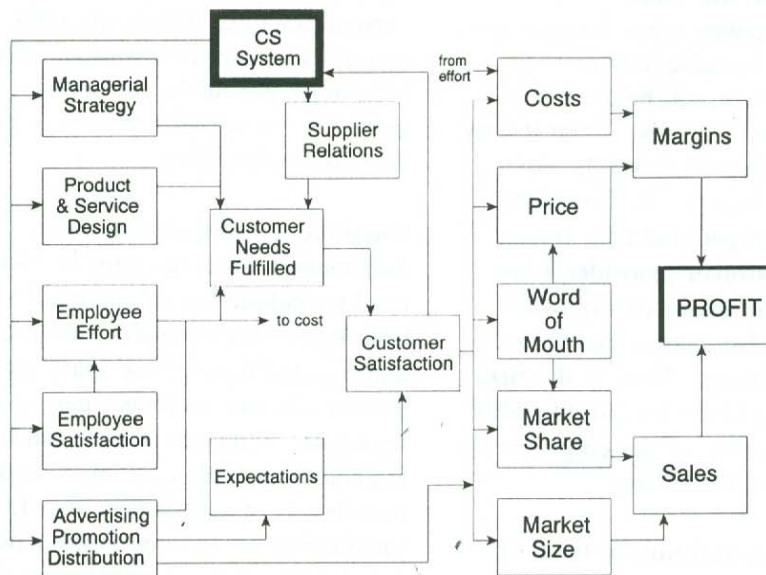 CS
System
Managerial
Strategy
Supplier
Relations
Product
& Service
Design
Customer
Needs
Fulfilled
Employee
Effort
to cost
Customer
Satisfaction
Employee
Satisfaction
Expectations
Advertising
Promotion
Distribution
from
effort
Costs
Margins
Price
Word
of
Mouth
PROFIT
Market
Share
Sales
Market
Size